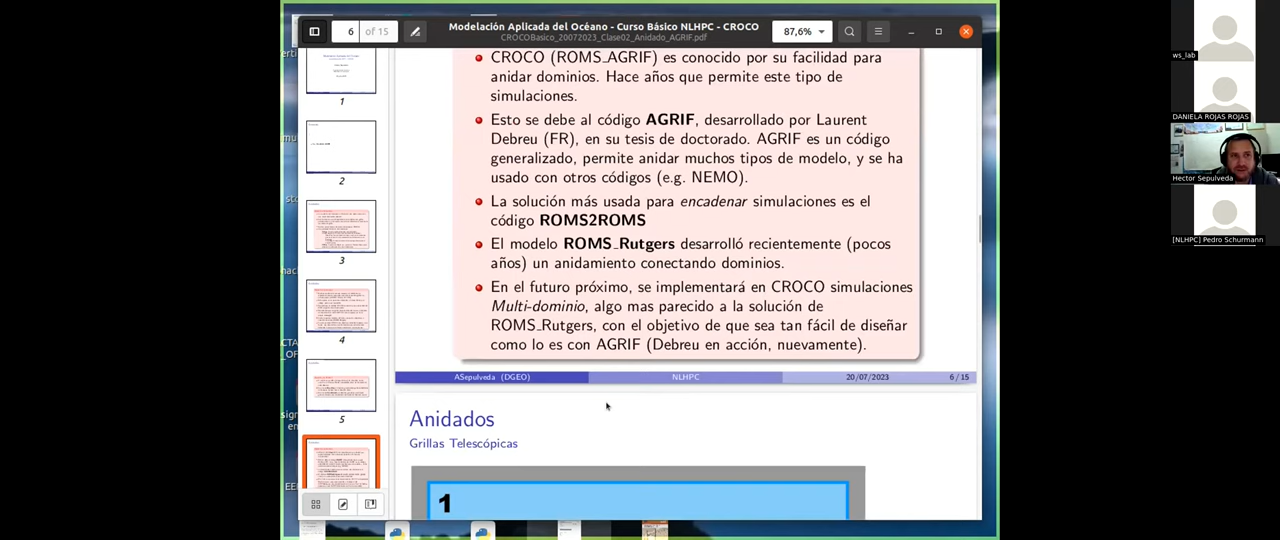 6 of 15
Modelación Aplicada del Océano - Curso Básico NLHPC - CROCO
CROCOBasico_20072023_Clase02_Anidado_AGRIF.pdf
87,6%
CROCO (ROMS_AGRIF) es conocido por su facilidad para
anidar dominios. Hace años que permite este tipo de
simulaciones.
Esto se debe al código AGRIF, desarrollado por Laurent
Debreu (FR), en su tesis de doctorado. AGRIF es un código
generalizado, permite anidar muchos tipos de modelo, y se ha
usado en otros códigos (e.g. NEMO).
La solución más usada para encadenar simulaciones es el
código ROMS2ROMS
El modelo ROMS_Rutgers desarrolló recientemente (pocos
años) un anidamiento conectando dominios.
En el futuro próximo, se implementará en CROCO simulaciones
multi-dominio, algo mas parecido a la solución de
ROMS_Rutgers, con el objetivo de que sea tan fácil de diseñar
como lo es con AGRIF (Debreu en acción, nuevamente).
ASepulveda (DGEO) NLHPC 20/07/2023 6 / 15
Anidados
Grillas Telescópicas
1
1
2
3
4
5
ws_lab
DANIELA ROJAS ROJAS
Hector Sepulveda
[NLHPC] Pedro Schurmann